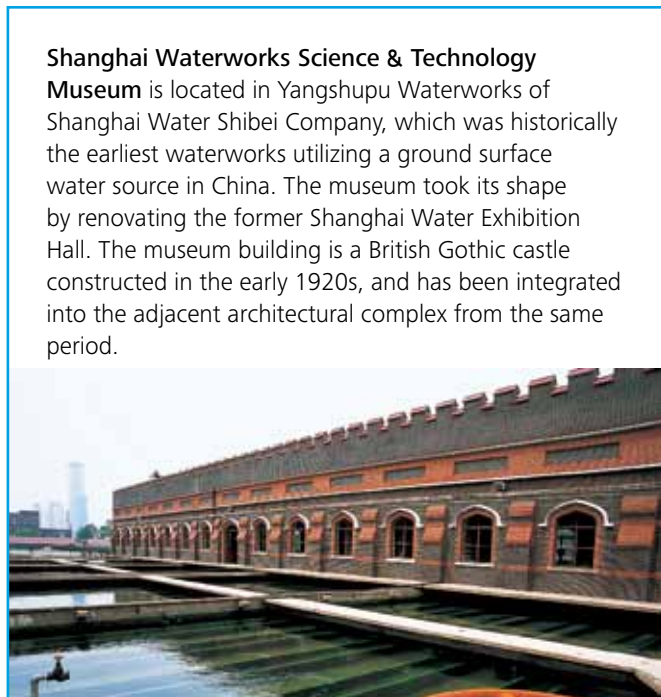 Shanghai Waterworks Science & Technology
Museum is located in Yangshupu Waterworks of
Shanghai Water Shibei Company, which was historically
the earliest waterworks utilizing a ground surface
water source in China. The museum took its shape
by renovating the former Shanghai Water Exhibition
Hall. The museum building is a British Gothic castle
constructed in the early 1920s, and has been integrated
into the adjacent architectural complex from the same
period.